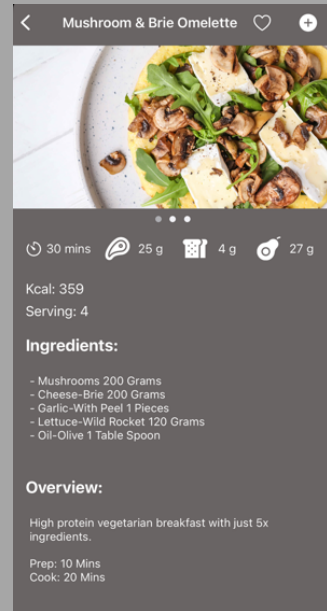 Mushroom & Brie Omelette
30 mins 25 g 4 g 27 g
Kcal: 359
Serving: 4
Ingredients:
- Mushrooms 200 Grams
- Cheese-Brie 200 Grams
- Garlic-With Peel 1 Pieces
- Lettuce-Wild Rocket 120 Grams
- Oil-Olive 1 Table Spoon
Overview:
High protein vegetarian breakfast with just 5x
ingredients.
Prep: 10 Mins
Cook: 20 Mins